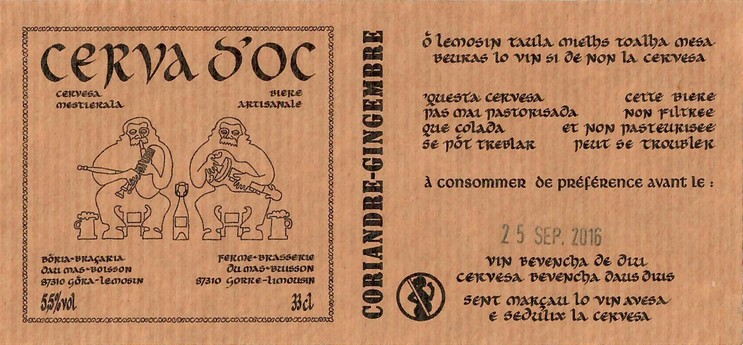 CERVA D'OC
CERVESA
MESTIERALA
BIERE
ARTISANALE
BÒRIA-BRAÇARIA
DAU MAS-BOISSON
87310 GÒRA-LEMOSIN
5,5% vol
FERME-BRASSERIE
DU MAS-BUISSON
87310 GORRE-LIMOUSIN
33 cl
CORIANDRE-GINGEMBRE
Ô LEMOSIN TAULA MIELHS TOALHA MESA
BEURAS LO VIN SI DE NON LA CERVESA
'QUESTA CERVESA
PAS MAI PASTORISADA
QUE COLADA
SE PÒT TREBLAR
CETTE BIERE
NON FILTREE
ET NON PASTEURISEE
PEUT SE TROUBLER
à consommer de préférence avant le :
25 SEP. 2016
VIN BEVENCHA DE DIU
CERVESA BEVENCHA DAUS DIUS
SENT MARÇAU LO VIN AVESA
E SEDULIX LA CERVESA